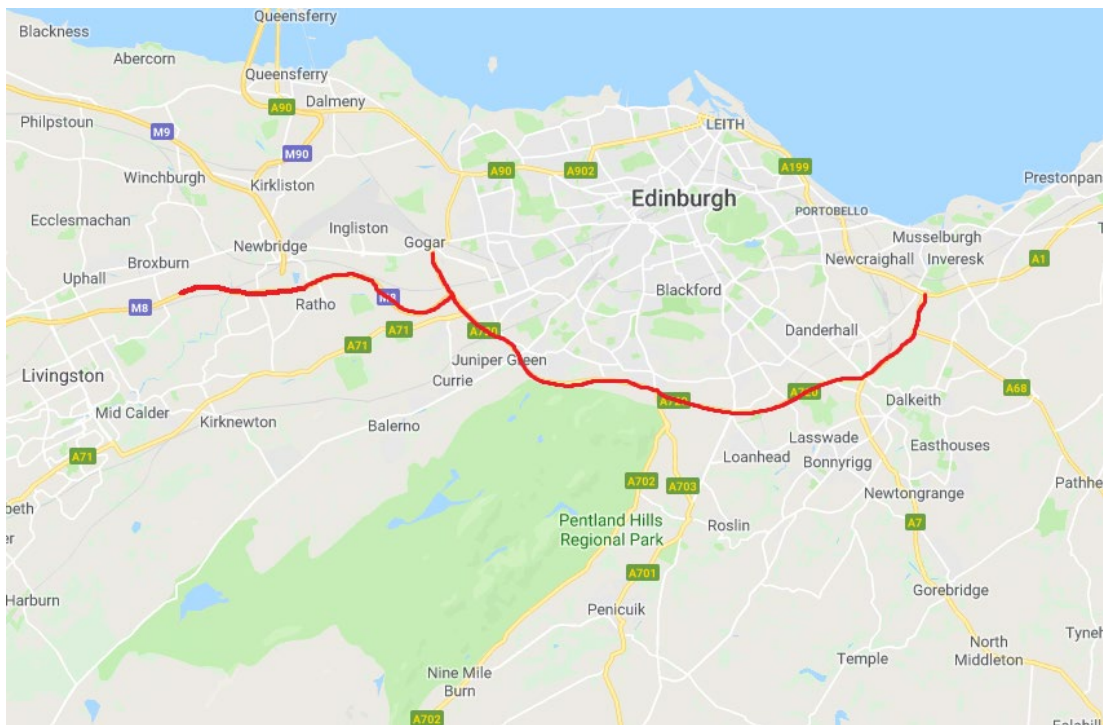 Queensferry
Blackness
Abercorn
Queensferry
Dalmeny
A90
Philpstoun
M9
M90
LEITH
Winchburgh
Kirkliston
A90
A902
A199
Edinburgh
Prestonpan
Ecclesmachan
Ingliston
Gogar
PORTOBELLO
Musselburgh
Newbridge
Newcraighall
Inveresk
A1
Broxburn
Uphall
M8
Ratho
M8
Blackford
A71
A720
Danderhall
A71
Juniper Green
Livingston
Currie
A720
A720
A68
Dalkeith
Mid Calder
Kirknewton
Balerno
Lasswade
Easthouses
Loanhead
Bonnyrigg
A71
A702
A703
Newtongrange
Pathhe
beth
Pentland Hills
Regional Park
Roslin
A7
er
A701
Harburn
Penicuik
Gorebridge
Tyneh
North
Middleton
Temple
Nine Mile
Burn
A702